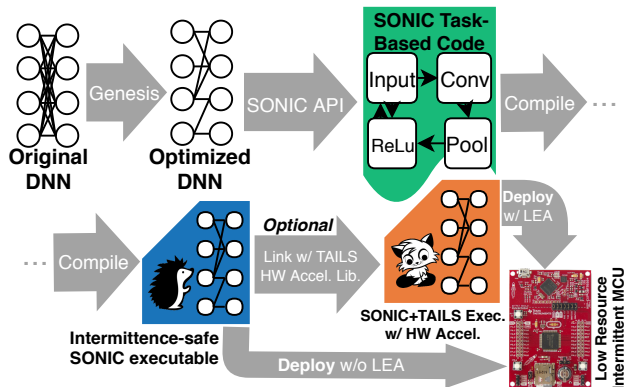 SONIC Task-
Based Code
Genesis
SONIC API
Input
Conv
ReLu
Pool
Compile
...
Original
DNN
Optimized
DNN
... Compile
Optional
Link w/ TAILS
HW Accel. Lib.
Deploy
w/ LEA
Intermittence-safe
SONIC executable
SONIC+TAILS Exec.
w/ HW Accel.
Deploy w/o LEA
Low Resource
Intermittent MCU